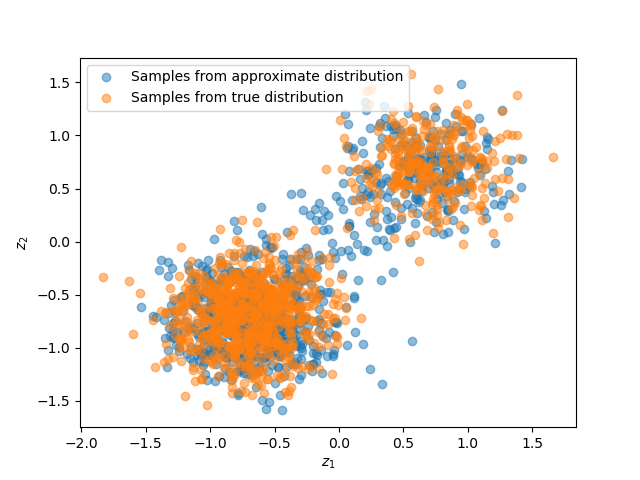 Samples from approximate distribution
Samples from true distribution
1.5
1.0
0.5
0.0
−0.5
−1.0
−1.5
z₂
−2.0 −1.5 −1.0 −0.5 0.0 0.5 1.0 1.5
z₁